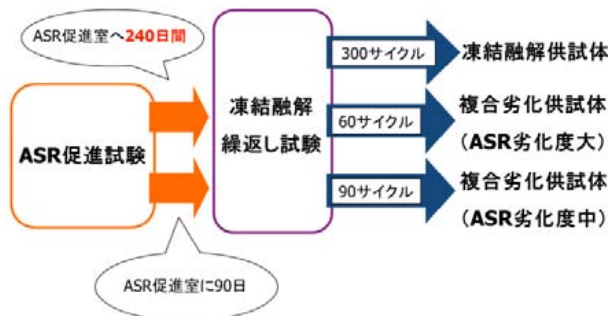 ASR促進室へ240日間
ASR促進試験
凍結融解
繰返し試験
300サイクル
凍結融解供試体
60サイクル
複合劣化供試体
（ASR劣化度大）
90サイクル
複合劣化供試体
（ASR劣化度中）
ASR促進室に90日